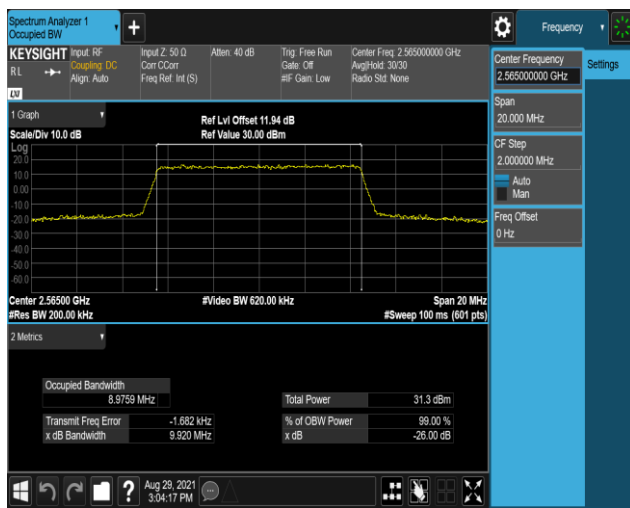 Spectrum Analyzer 1
Occupied BW
Frequency
KEYSIGHT
RL
LXI
Input: RF
Coupling: DC
Align: Auto
Input Z: 50 Ω
Corr CCorr
Freq Ref: Int (S)
Atten: 40 dB
Trig: Free Run
Gate: Off
#IF Gain: Low
Center Freq: 2.565000000 GHz
Avg|Hold: 30/30
Radio Std: None
Center Frequency
2.565000000 GHz
Settings
Span
20.000 MHz
CF Step
2.000000 MHz
Auto
Man
Freq Offset
0 Hz
1 Graph
Scale/Div 10.0 dB
Ref Lvl Offset 11.94 dB
Ref Value 30.00 dBm
Log
20.0
10.0
0.00
-10.0
-20.0
-30.0
-40.0
-50.0
-60.0
Center 2.56500 GHz
#Video BW 620.00 kHz
Span 20 MHz
#Res BW 200.00 kHz
#Sweep 100 ms (601 pts)
2 Metrics
Occupied Bandwidth
8.9759 MHz
Total Power 31.3 dBm
Transmit Freq Error -1.682 kHz
% of OBW Power 99.00 %
x dB Bandwidth 9.920 MHz
x dB -26.00 dB
?
Aug 29, 2021
3:04:17 PM